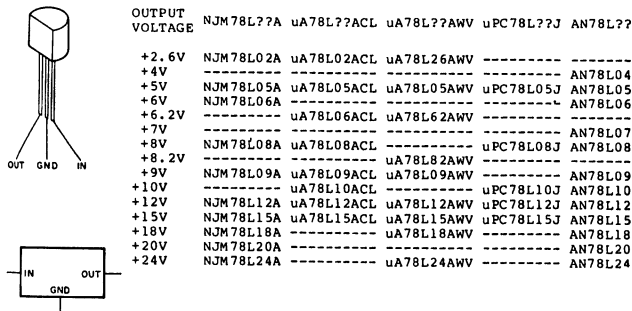 OUTPUT VOLTAGE NJM78L??A uA78L??ACL uA78L??AWV uPC78L??J AN78L??
+2.6V NJM78L02A uA78L02ACL uA78L26AWV --------- -------
+4V --------- ---------- ---------- --------- AN78L04
+5V NJM78L05A uA78L05ACL uA78L05AWV uPC78L05J AN78L05
+6V NJM78L06A ---------- ---------- --------- AN78L06
+6.2V --------- uA78L06ACL uA78L62AWV --------- -------
+7V --------- ---------- ---------- --------- AN78L07
+8V NJM78L08A uA78L08ACL ---------- uPC78L08J AN78L08
+8.2V --------- ---------- uA78L82AWV --------- -------
+9V NJM78L09A uA78L09ACL uA78L09AWV --------- AN78L09
+10V --------- uA78L10ACL ---------- uPC78L10J AN78L10
+12V NJM78L12A uA78L12ACL uA78L12AWV uPC78L12J AN78L12
+15V NJM78L15A uA78L15ACL uA78L15AWV uPC78L15J AN78L15
+18V NJM78L18A ---------- uA78L18AWV --------- AN78L18
+20V NJM78L20A ---------- ---------- --------- AN78L20
+24V NJM78L24A ---------- uA78L24AWV --------- AN78L24
OUT GND IN
IN OUT
GND